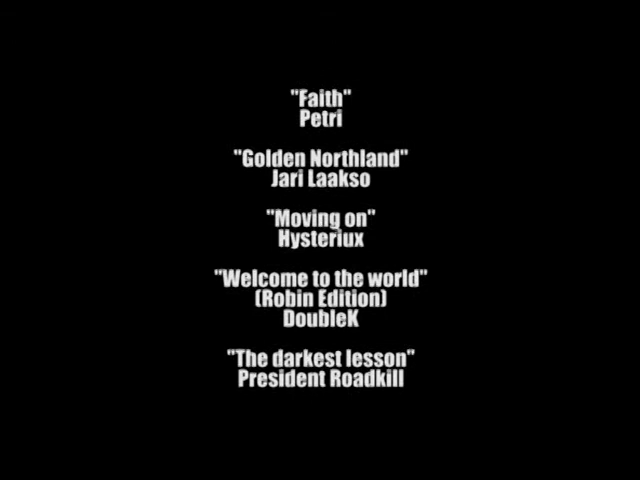 "Faith"
Petri
"Golden Northland"
Jari Laakso
"Moving on"
Hysteriux
"Welcome to the world"
(Robin Edition)
DoubleK
"The darkest lesson"
President Roadkill